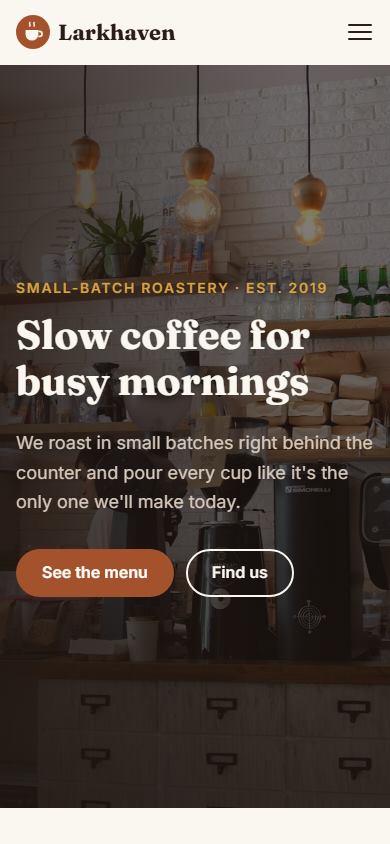 Larkhaven
SMALL-BATCH ROASTERY · EST. 2019
Slow coffee for
busy mornings
We roast in small batches right behind the
counter and pour every cup like it's the
only one we'll make today.
See the menu
Find us
SIMONELLI